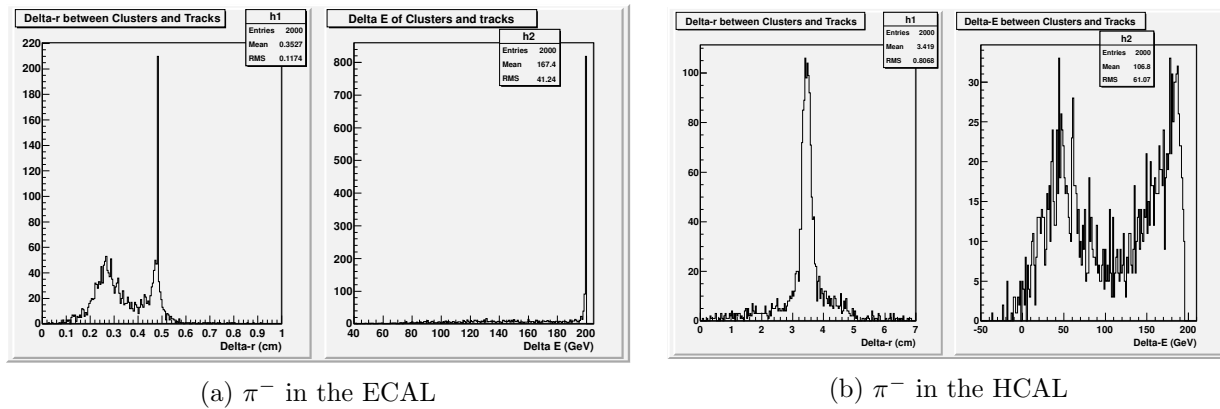 Delta-r between Clusters and Tracks
h1
Entries 2000
Mean 0.3527
RMS 0.1174
220
200
180
160
140
120
100
80
60
40
20
0
0 0.1 0.2 0.3 0.4 0.5 0.6 0.7 0.8 0.9 1
Delta-r (cm)
Delta E of Clusters and tracks
h2
Entries 2000
Mean 167.4
RMS 41.24
800
700
600
500
400
300
200
100
0
40 60 80 100 120 140 160 180 200
Delta E (GeV)
(a) π⁻ in the ECAL
Delta-r between Clusters and Tracks
h1
Entries 2000
Mean 3.419
RMS 0.8068
100
80
60
40
20
0
0 1 2 3 4 5 6 7
Delta-r (cm)
Delta-E between Clusters and Tracks
h2
Entries 2000
Mean 106.8
RMS 61.07
30
25
20
15
10
5
0
-50 0 50 100 150 200
Delta-E (GeV)
(b) π⁻ in the HCAL